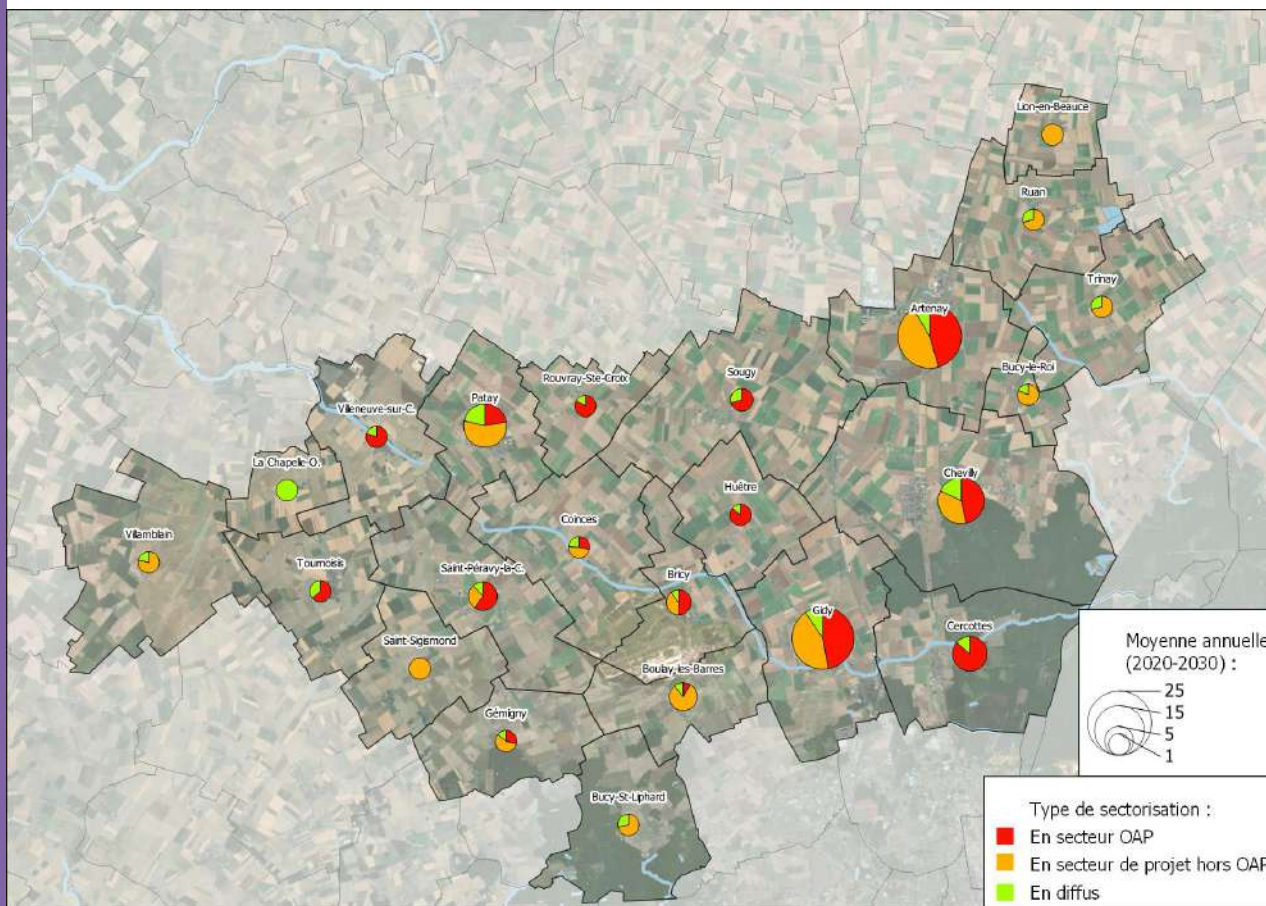 Lion-en-Beauce
Ruan
Trinay
Artenay
Bucy-le-Roi
Sougy
Rouvray-Ste-Croix
Patay
Villeneuve-sur-C.
La Chapelle-O.
Chevilly
Huêtre
Coinces
Villamblain
Tournoisis
Saint-Péravy-la-C.
Bricy
Gidy
Cercottes
Saint-Sigismond
Boulay-les-Barres
Gémigny
Bucy-St-Liphard
Moyenne annuelle
(2020-2030) :
25
15
5
1
Type de sectorisation :
En secteur OAP
En secteur de projet hors OAP
En diffus